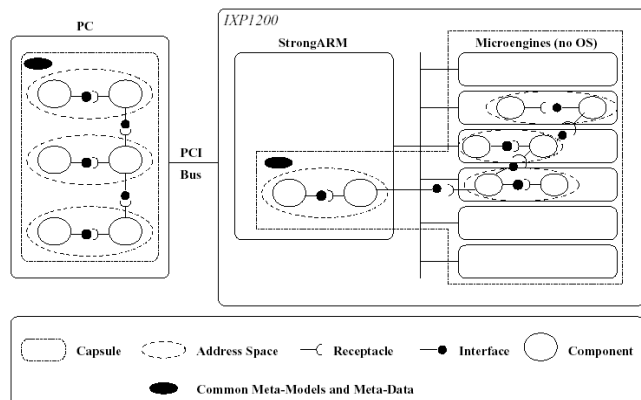 PC
IXP1200
StrongARM
Microengines (no OS)
PCI
Bus
Capsule
Address Space
Receptacle
Interface
Component
Common Meta-Models and Meta-Data